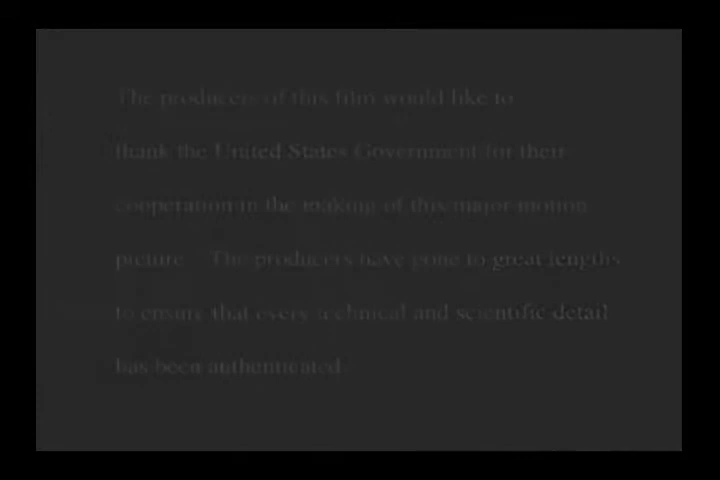 The producers of this film would like to
thank the United States Government for their
cooperation in the making of this major motion
picture. The producers have gone to great lengths
to ensure that every technical and scientific detail
has been authenticated